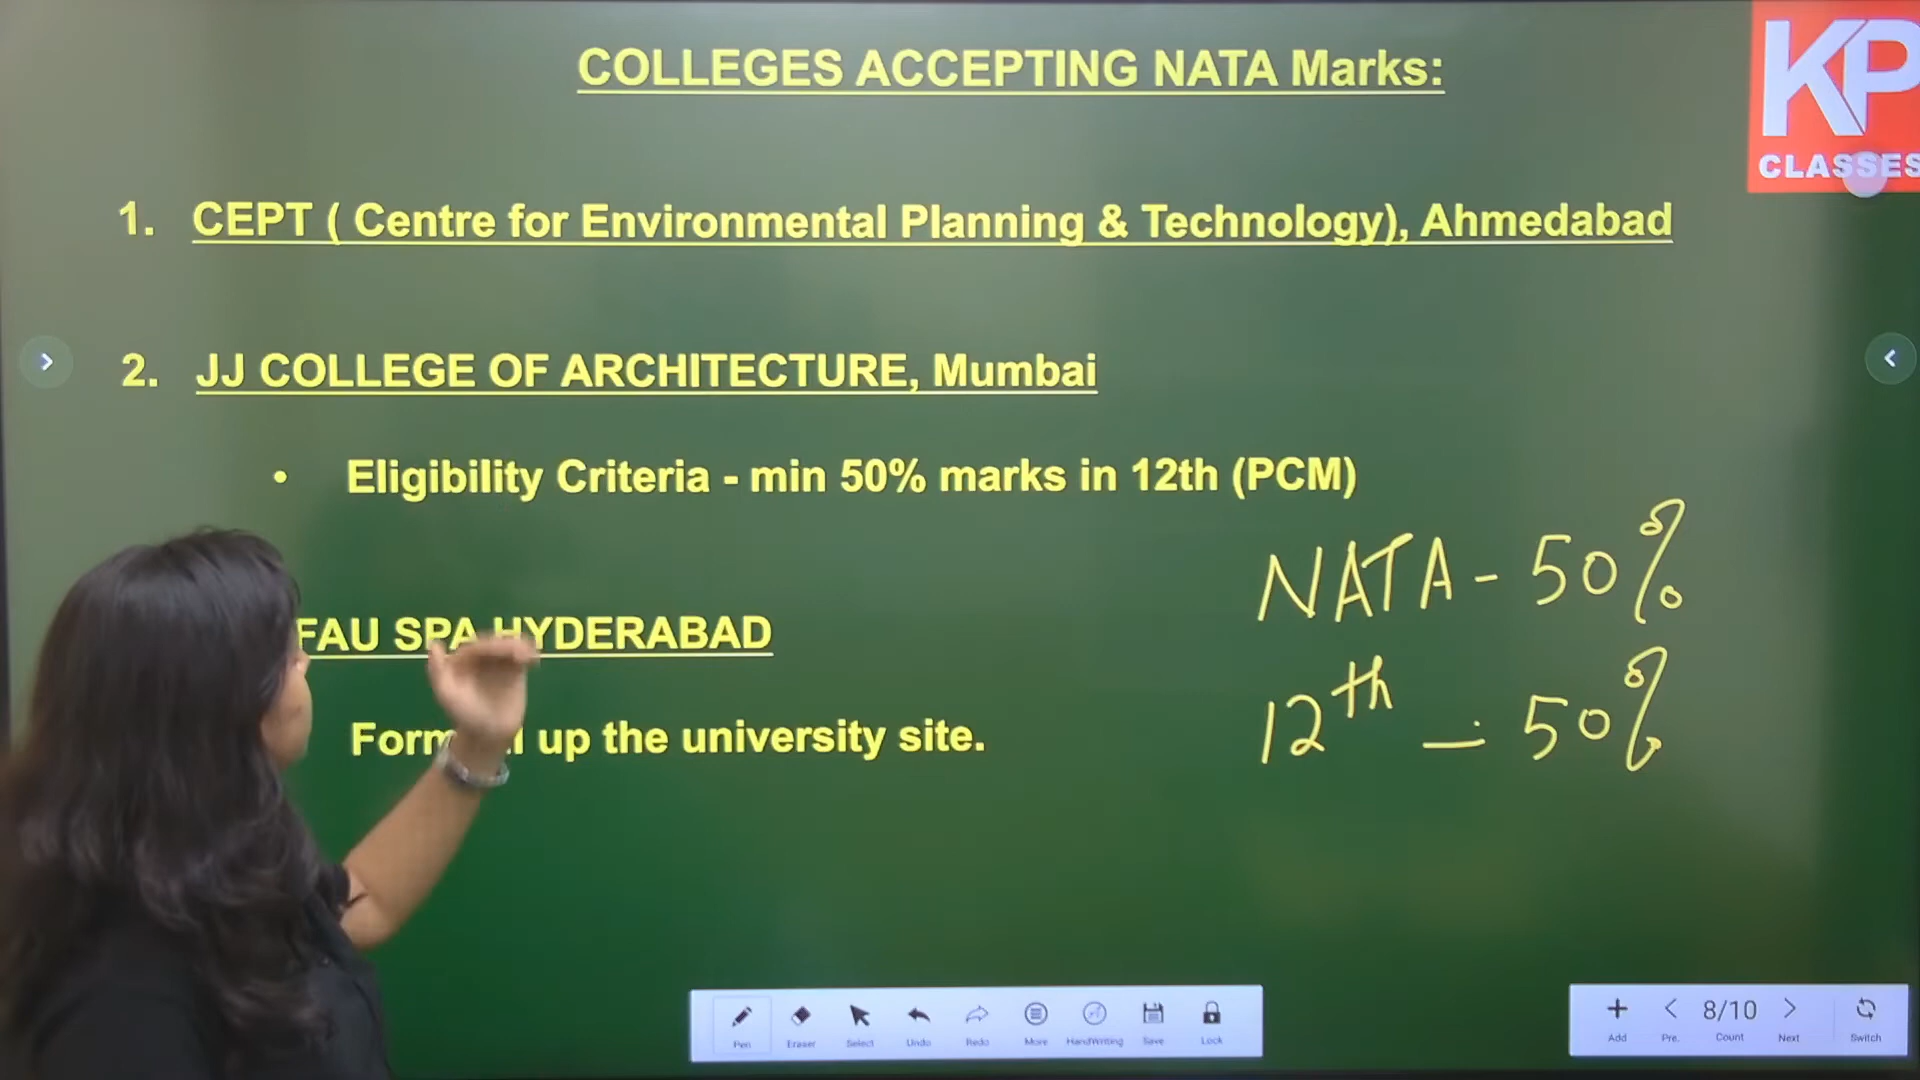 COLLEGES ACCEPTING NATA Marks:
KP
CLASSES
1. CEPT ( Centre for Environmental Planning & Technology), Ahmedabad
2. JJ COLLEGE OF ARCHITECTURE, Mumbai
• Eligibility Criteria - min 50% marks in 12th (PCM)
NATA - 50%
FAU SPA HYDERABAD
12th - 50%
up the university site.
Pen
Eraser
Select
Undo
Redo
More
HandWriting
Save
Lock
Add
Pre.
8/10
Count
Next
Switch